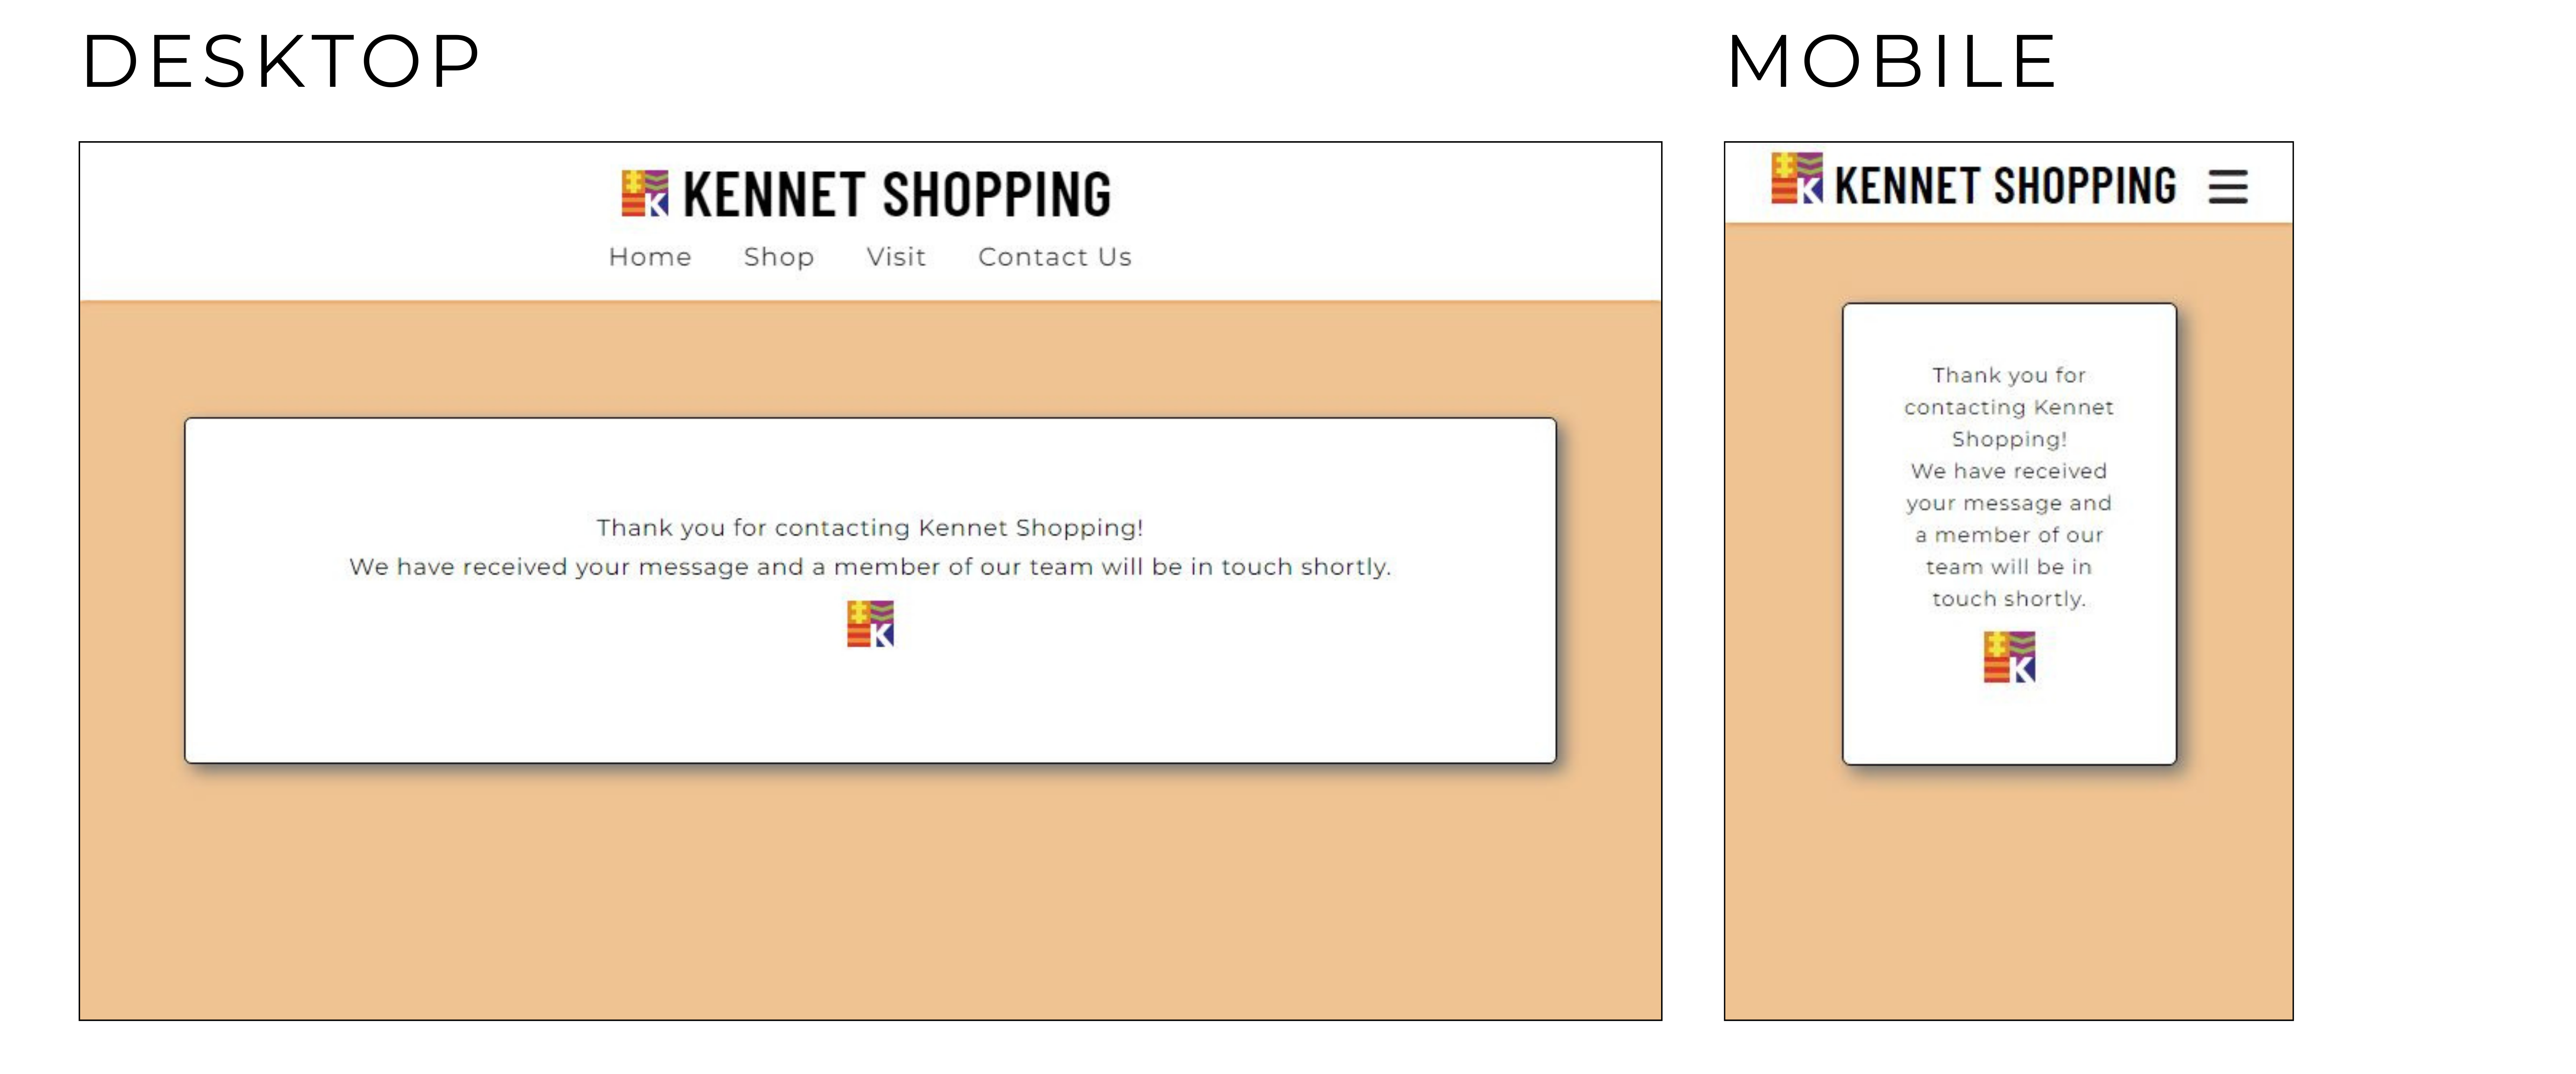 DESKTOP
K KENNET SHOPPING
Home Shop Visit Contact Us
Thank you for contacting Kennet Shopping!
We have received your message and a member of our team will be in touch shortly.
K
MOBILE
K KENNET SHOPPING
Thank you for
contacting Kennet
Shopping!
We have received
your message and
a member of our
team will be in
touch shortly.
K